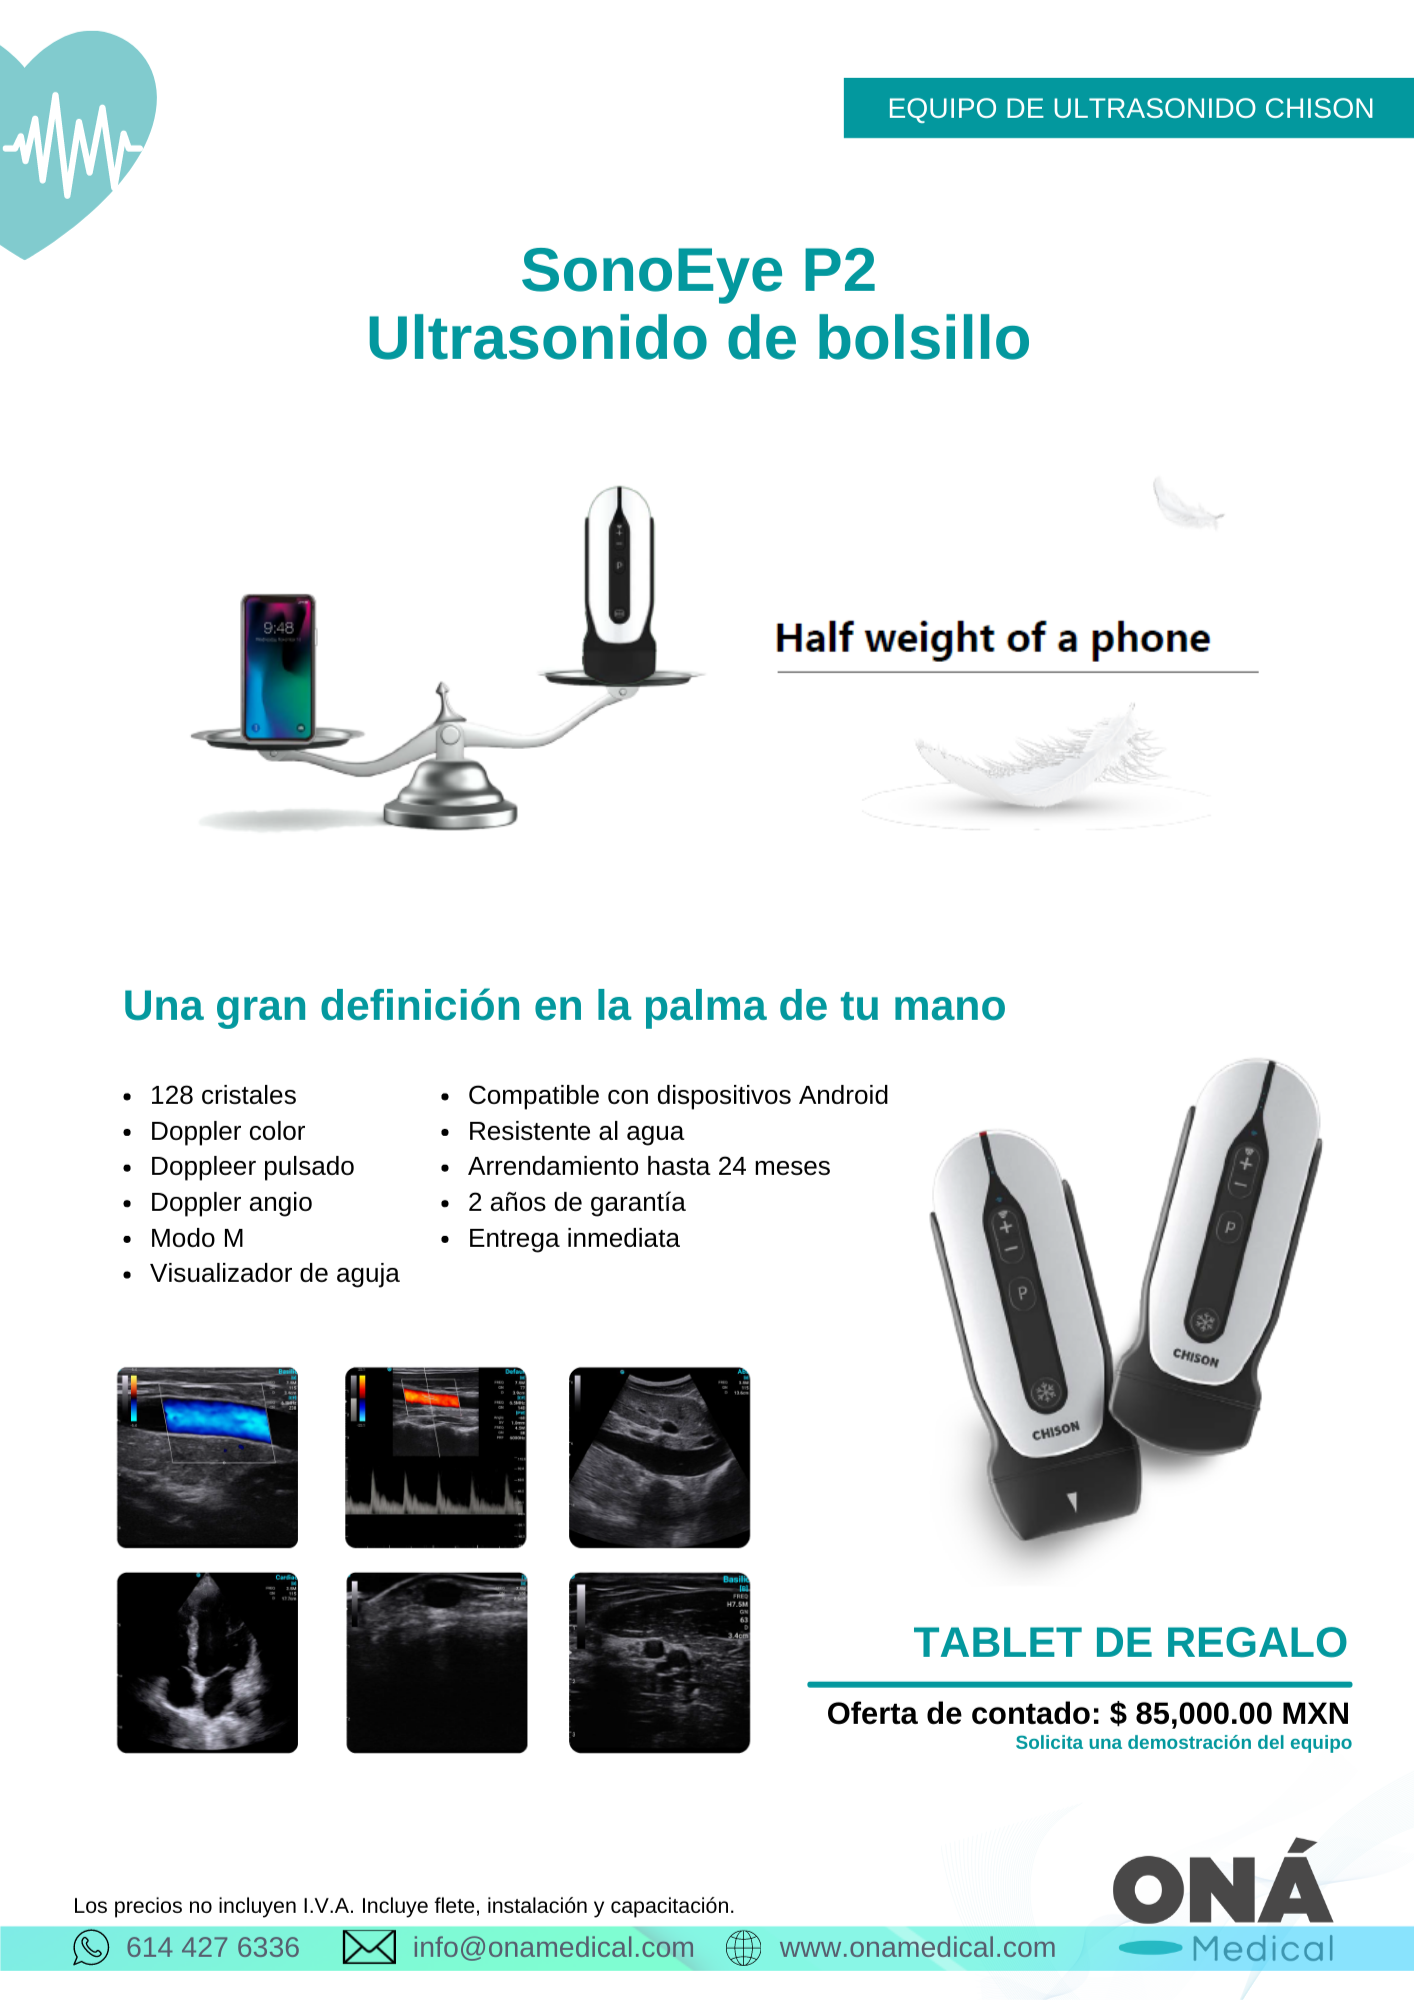 EQUIPO DE ULTRASONIDO CHISON
SonoEye P2
Ultrasonido de bolsillo
9:48
P
Half weight of a phone
Una gran definición en la palma de tu mano
128 cristales
Doppler color
Doppleer pulsado
Doppler angio
Modo M
Visualizador de aguja
Compatible con dispositivos Android
Resistente al agua
Arrendamiento hasta 24 meses
2 años de garantía
Entrega inmediata
P
CHISON
P
CHISON
TABLET DE REGALO
Oferta de contado: $ 85,000.00 MXN
Solicita una demostración del equipo
Los precios no incluyen I.V.A. Incluye flete, instalación y capacitación.
614 427 6336
info@onamedical.com
www.onamedical.com
ONÁ
Medical